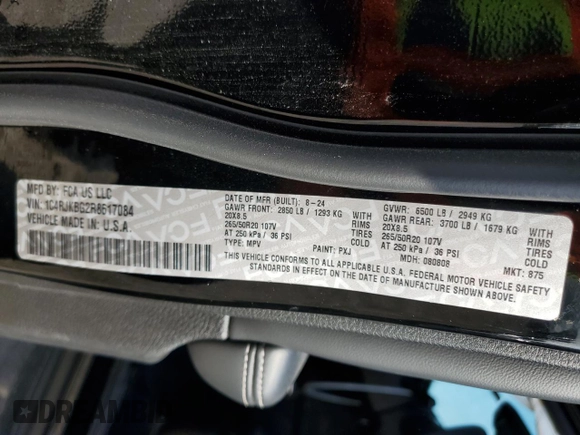 MFD BY: FCA US LLC
VIN: 1C4RJKBG2R8617084
VEHICLE MADE IN U.S.A.
DATE OF MFR (BUILT): 8-24
GAWR FRONT: 2850 LB / 1293 KG WITH
20X8.5 RIMS
265/50R20 107V TIRES
AT 250 kPa / 36 PSI COLD
TYPE: MPV PAINT: PXJ
GVWR: 6500 LB / 2949 KG
GAWR REAR: 3700 LB / 1679 KG WITH
20X8.5 RIMS
265/50R20 107V TIRES
AT 250 kPa / 36 PSI COLD
MDH: 080808 MKT: 875
THIS VEHICLE CONFORMS TO ALL APPLICABLE U.S.A. FEDERAL MOTOR VEHICLE SAFETY
STANDARDS IN EFFECT ON THE DATE OF MANUFACTURE SHOWN ABOVE.